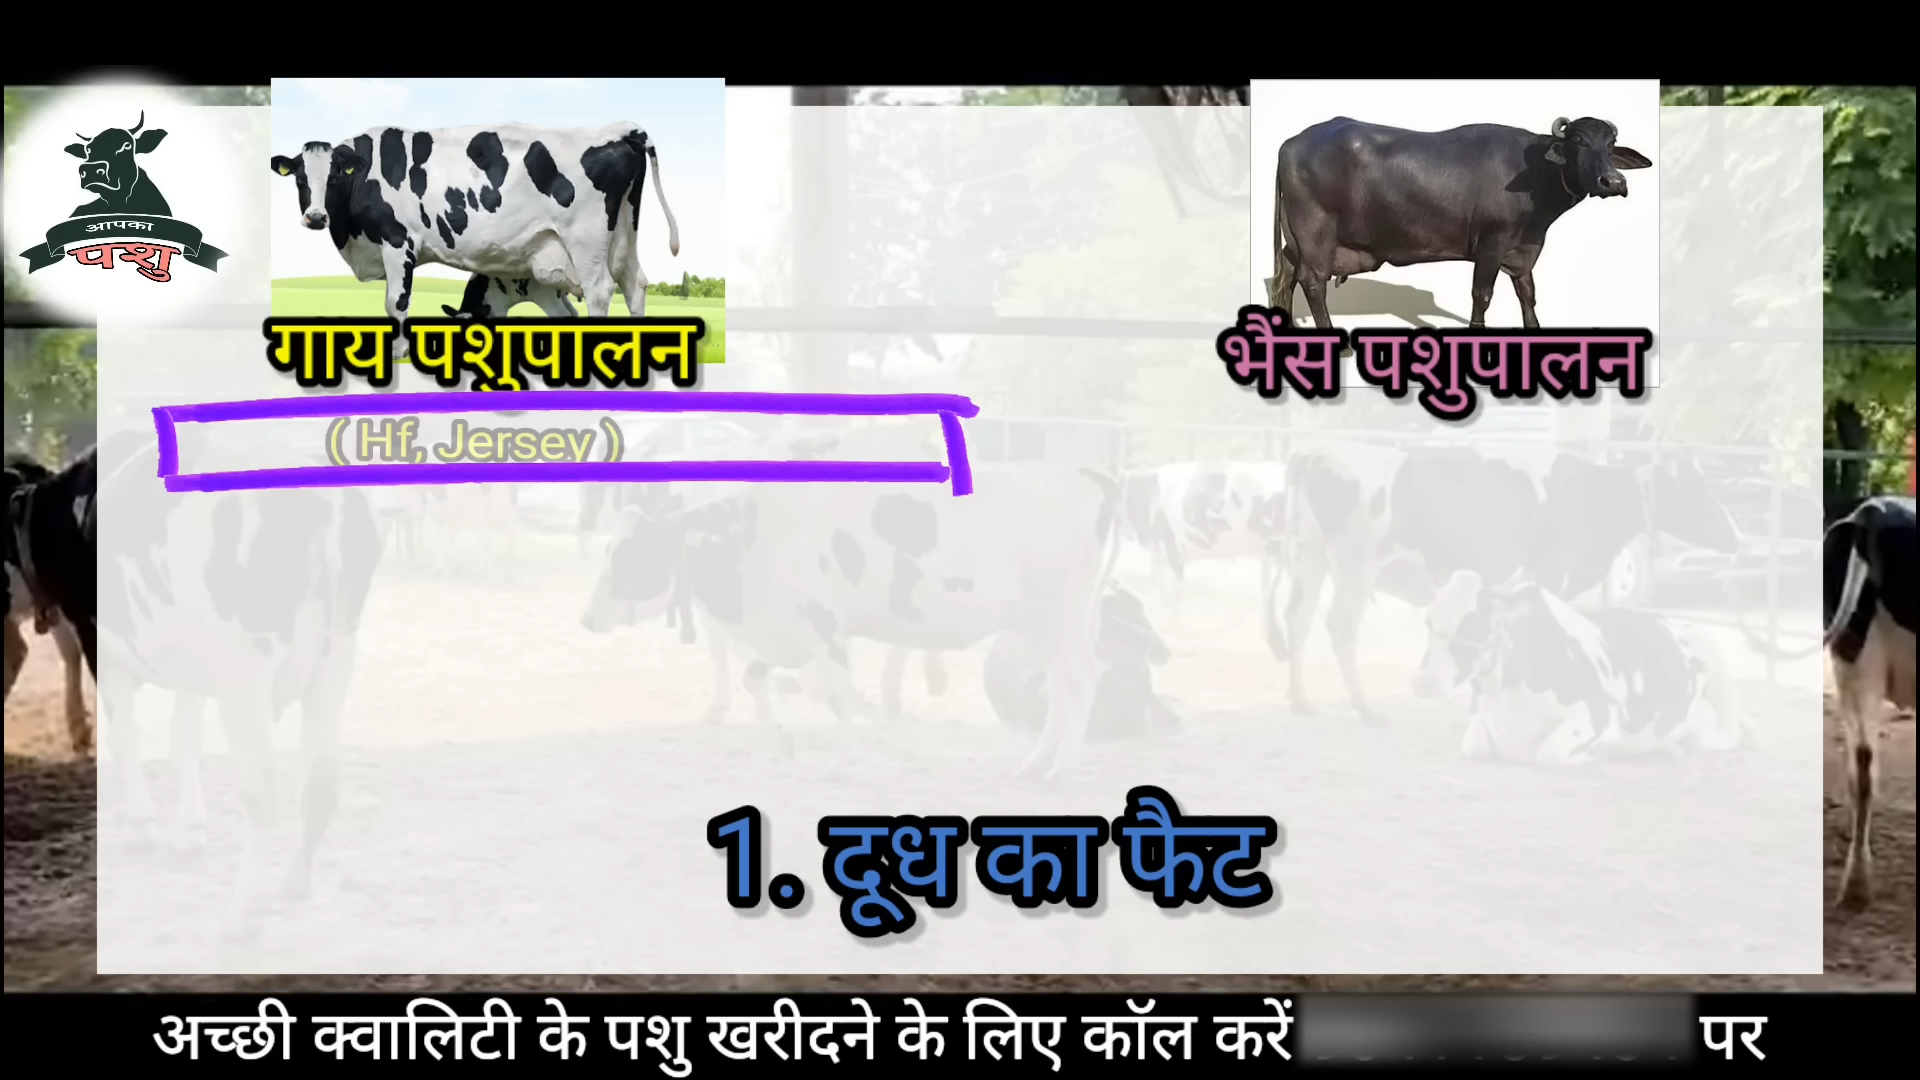 आपका
पशु
गाय पशुपालन
भैंस पशुपालन
( Hf, Jersey )
1. दूध का फैट
अच्छी क्वालिटी के पशु खरीदने के लिए कॉल करें पर